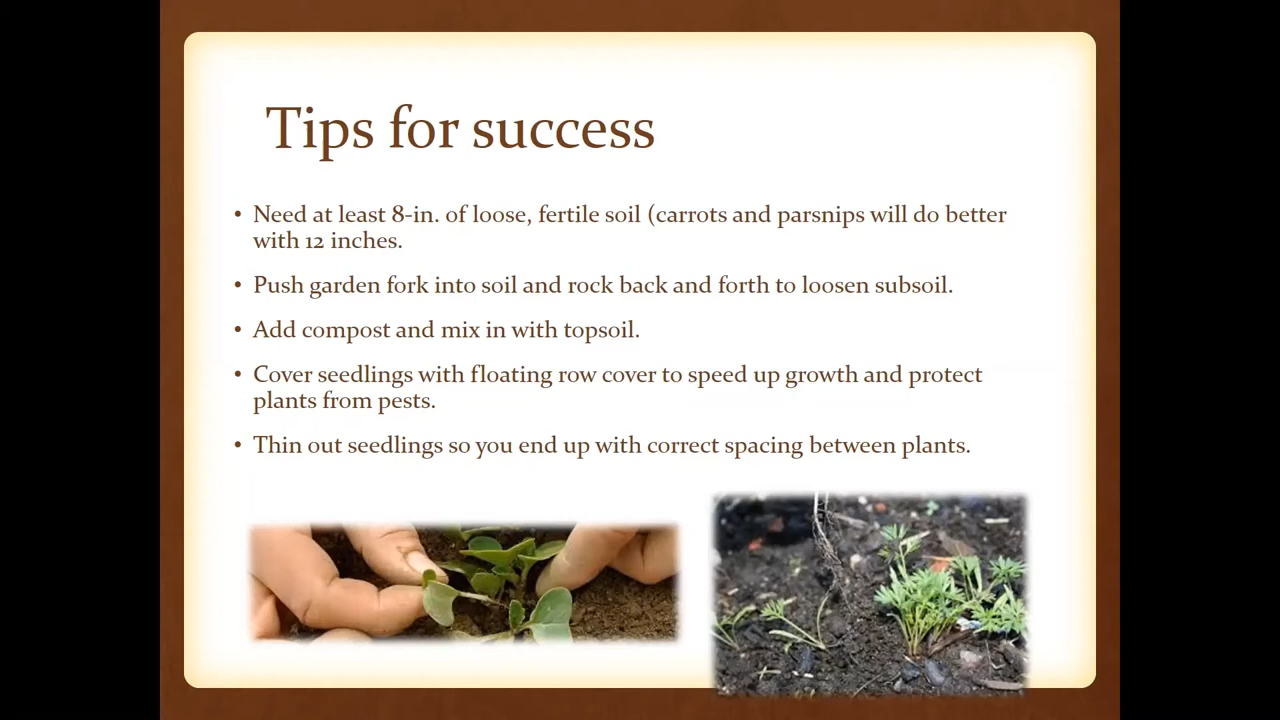 Tips for success
• Need at least 8-in. of loose, fertile soil (carrots and parsnips will do better
with 12 inches.
• Push garden fork into soil and rock back and forth to loosen subsoil.
• Add compost and mix in with topsoil.
• Cover seedlings with floating row cover to speed up growth and protect
plants from pests.
• Thin out seedlings so you end up with correct spacing between plants.